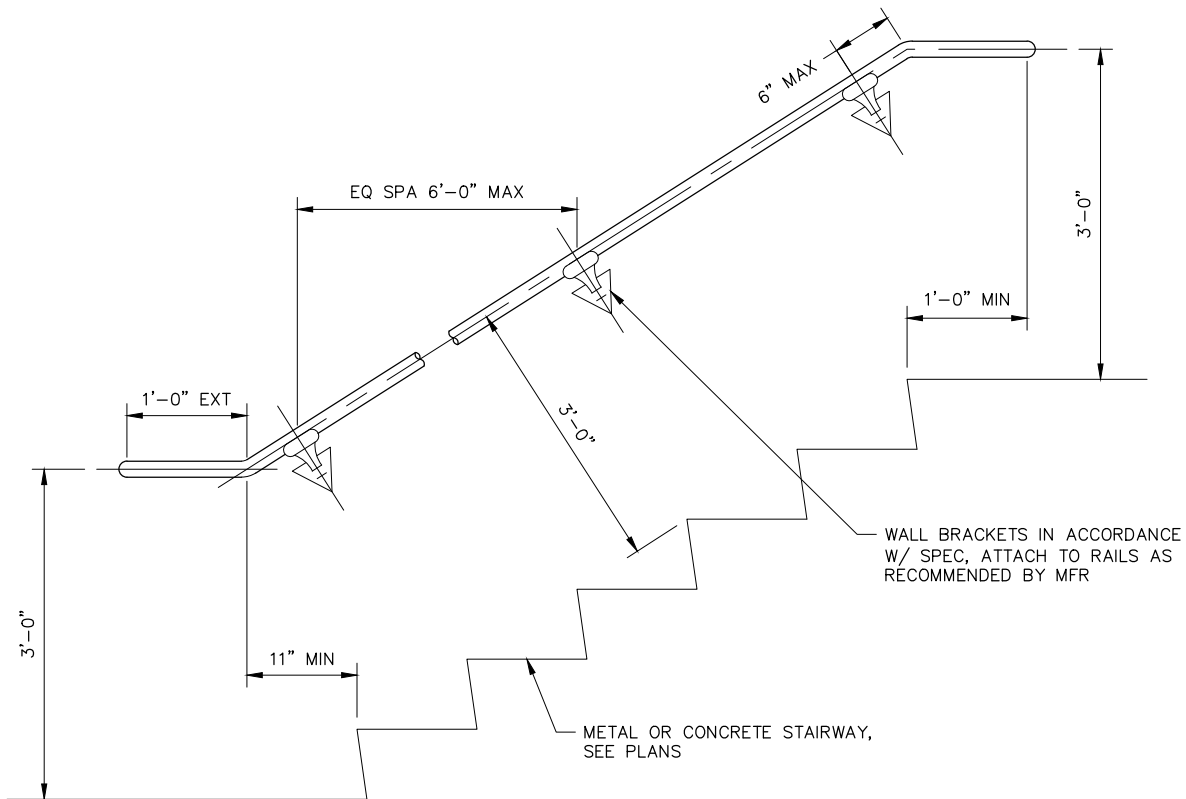 6" MAX
EQ SPA 6'-0" MAX
3'-0"
1'-0" MIN
1'-0" EXT
3'-0"
WALL BRACKETS IN ACCORDANCE
W/ SPEC, ATTACH TO RAILS AS
RECOMMENDED BY MFR
3'-0"
11" MIN
METAL OR CONCRETE STAIRWAY,
SEE PLANS